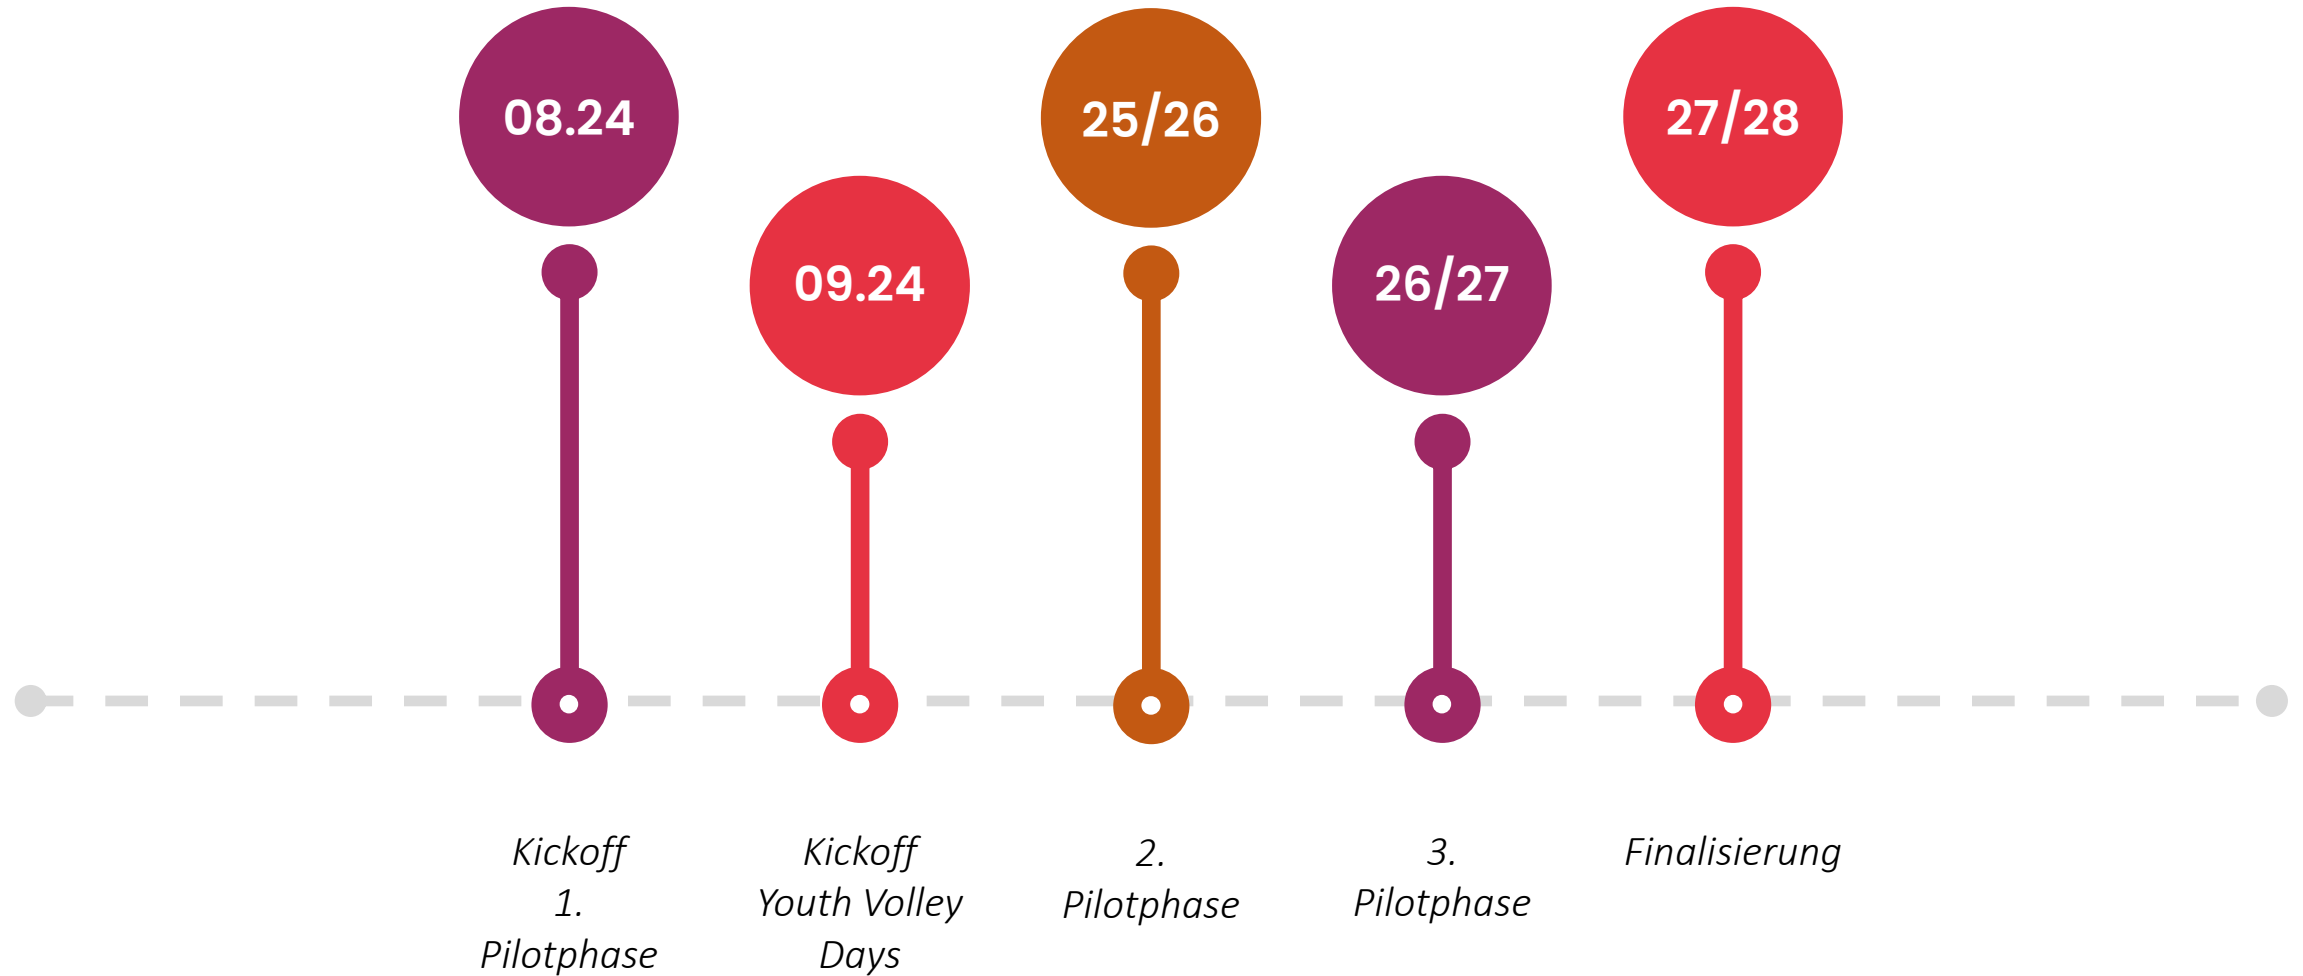 08.24
09.24
25/26
26/27
27/28
Kickoff
1.
Pilotphase
Kickoff
Youth Volley
Days
2.
Pilotphase
3.
Pilotphase
Finalisierung